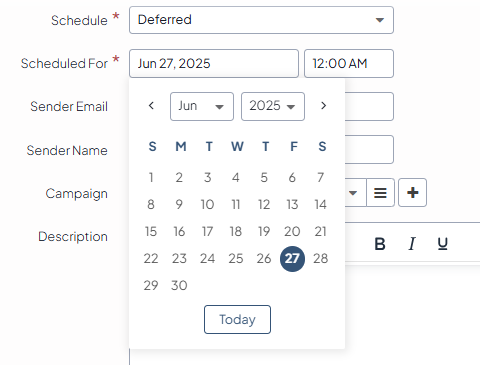 Schedule * Deferred
Scheduled For * Jun 27, 2025 12:00 AM
Sender Email
Jun 2025
Sender Name
S M T W T F S
1 2 3 4 5 6 7
Campaign
8 9 10 11 12 13 14
Description
15 16 17 18 19 20 21
B I U
22 23 24 25 26 27 28
29 30
Today